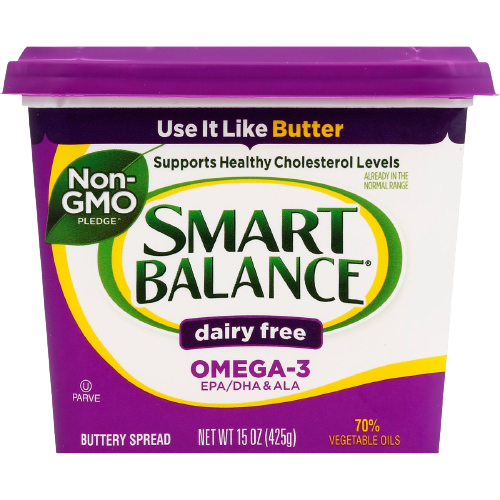 Use It Like Butter
Supports Healthy Cholesterol Levels
ALREADY IN THE
NORMAL RANGE
Non-
GMO
PLEDGE*
SMART
BALANCE®
dairy free
OMEGA-3
EPA/DHA & ALA
U
PARVE
BUTTERY SPREAD
NET WT 15 OZ (425g)
70%
VEGETABLE OILS